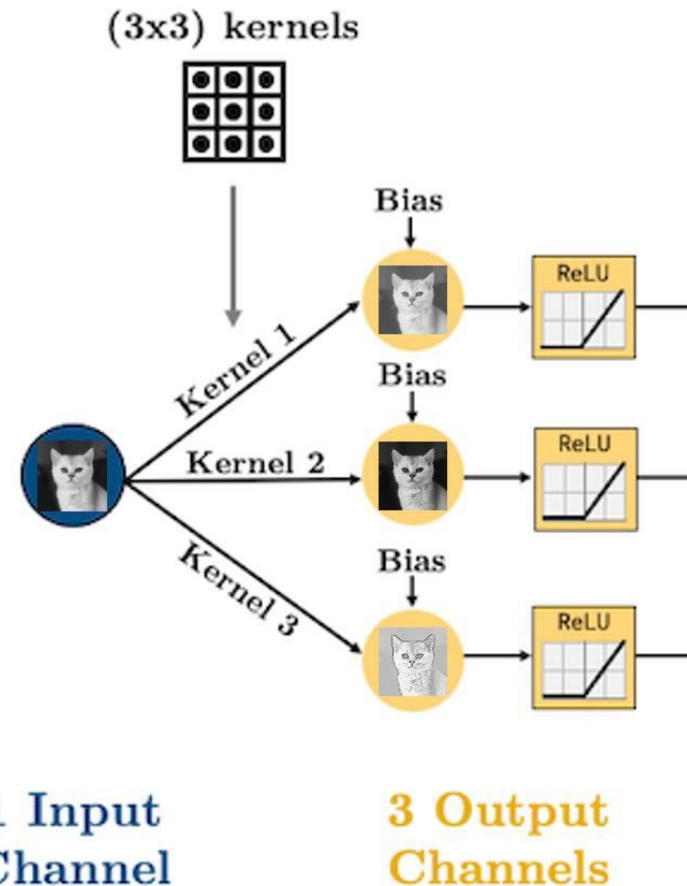 (3x3) kernels
Bias
ReLU
Kernel 1
Bias
ReLU
Kernel 2
Bias
Kernel 3
ReLU
1 Input
Channel
3 Output
Channels